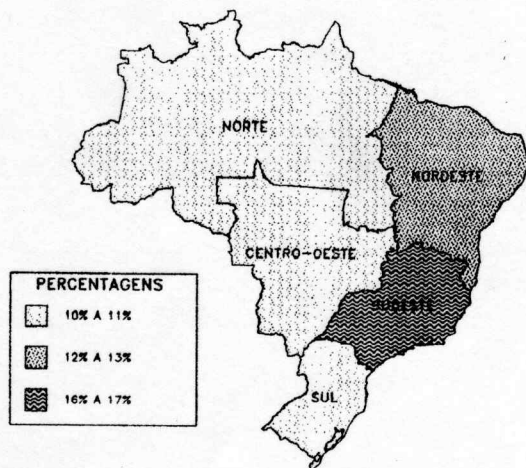 NORTE
NORDESTE
CENTRO-OESTE
SUDESTE
SUL
PERCENTAGENS
10% A 11%
12% A 13%
16% A 17%